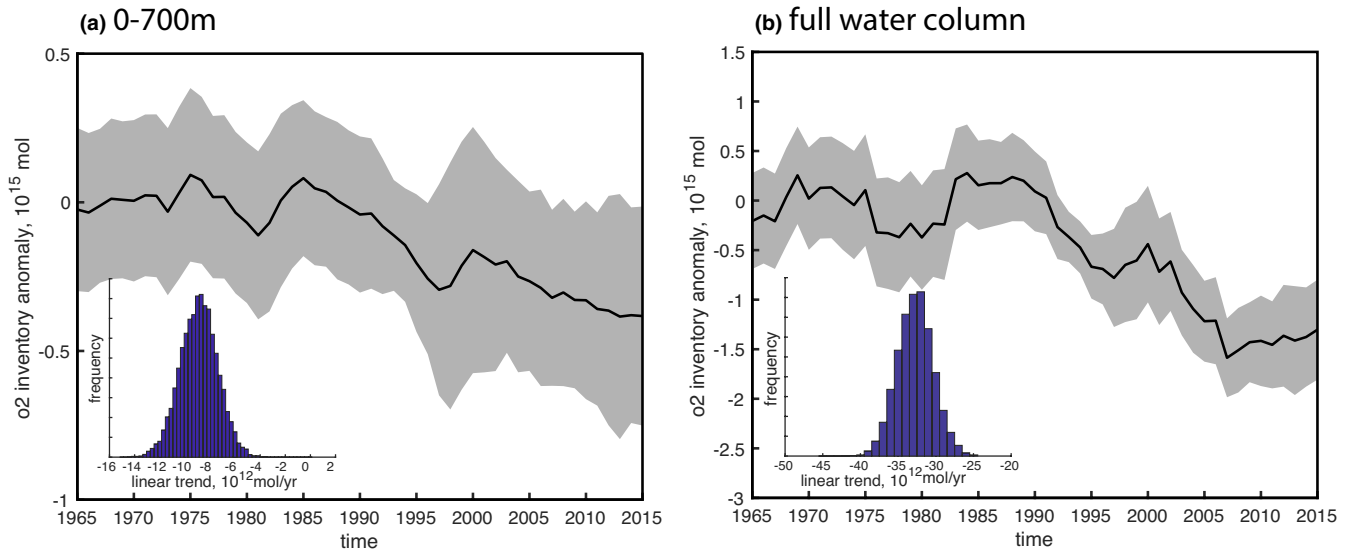 (a) 0-700m
0.5
0
-0.5
-1
o2 inventory anomaly, 10^15 mol
1965 1970 1975 1980 1985 1990 1995 2000 2005 2010 2015
time
frequency
-16 -14 -12 -10 -8 -6 -4 -2 0 2
linear trend, 10^12mol/yr
(b) full water column
1.5
1
0.5
0
-0.5
-1
-1.5
-2
-2.5
-3
o2 inventory anomaly, 10^15 mol
1965 1970 1975 1980 1985 1990 1995 2000 2005 2010 2015
time
frequency
-50 -45 -40 -35 -30 -25 -20
linear trend, 10^12mol/yr